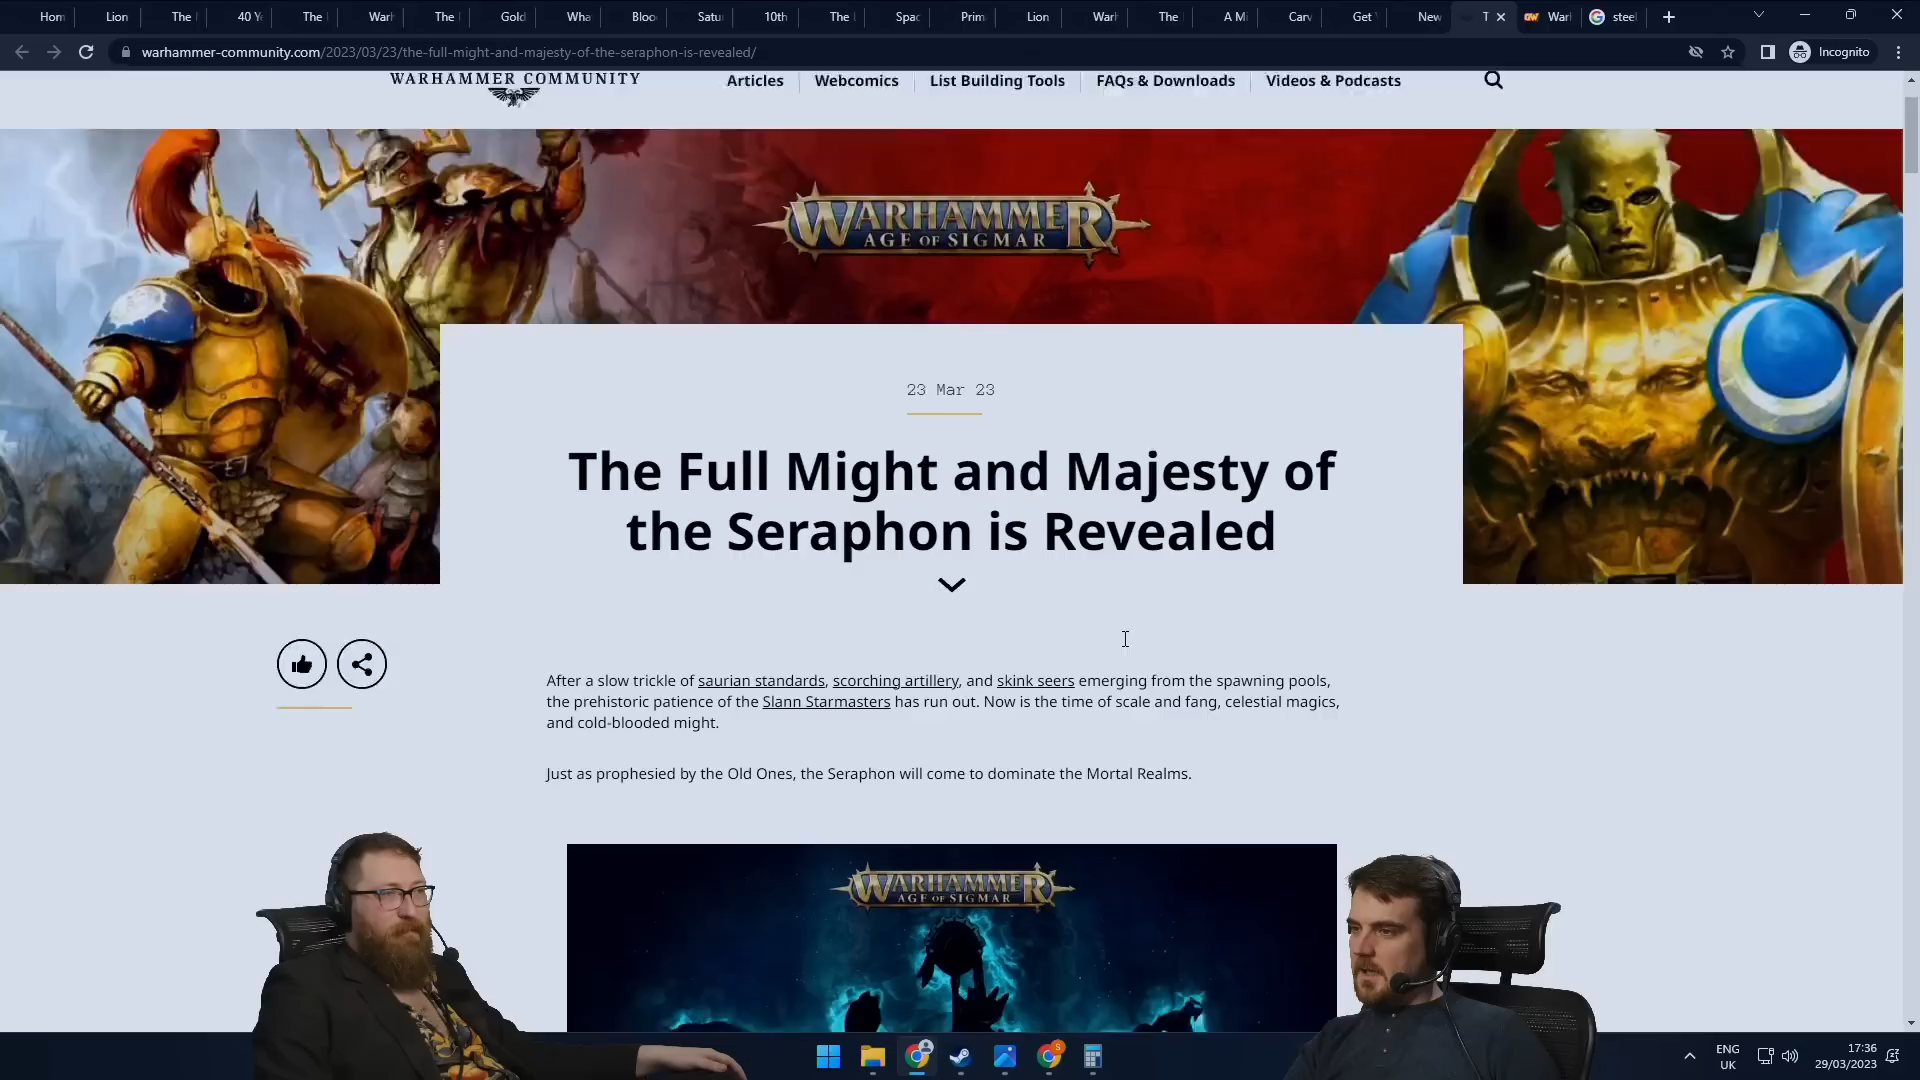 Hom
Lion
The
40 Y
The
Warh
The
Gold
Wha
Bloo
Satu
10th
The
Spac
Prim
Lion
Warh
The
A Mi
Carv
Get
New
T
Warh
steel
warhammer-community.com/2023/03/23/the-full-might-and-majesty-of-the-seraphon-is-revealed/
Incognito
WARHAMMER COMMUNITY
Articles
Webcomics
List Building Tools
FAQs & Downloads
Videos & Podcasts
WARHAMMER
AGE OF SIGMAR
23 Mar 23
The Full Might and Majesty of
the Seraphon is Revealed
After a slow trickle of saurian standards, scorching artillery, and skink seers emerging from the spawning pools,
the prehistoric patience of the Slann Starmasters has run out. Now is the time of scale and fang, celestial magics,
and cold-blooded might.
Just as prophesied by the Old Ones, the Seraphon will come to dominate the Mortal Realms.
WARHAMMER
AGE OF SIGMAR
ENG
UK
17:36
29/03/2023